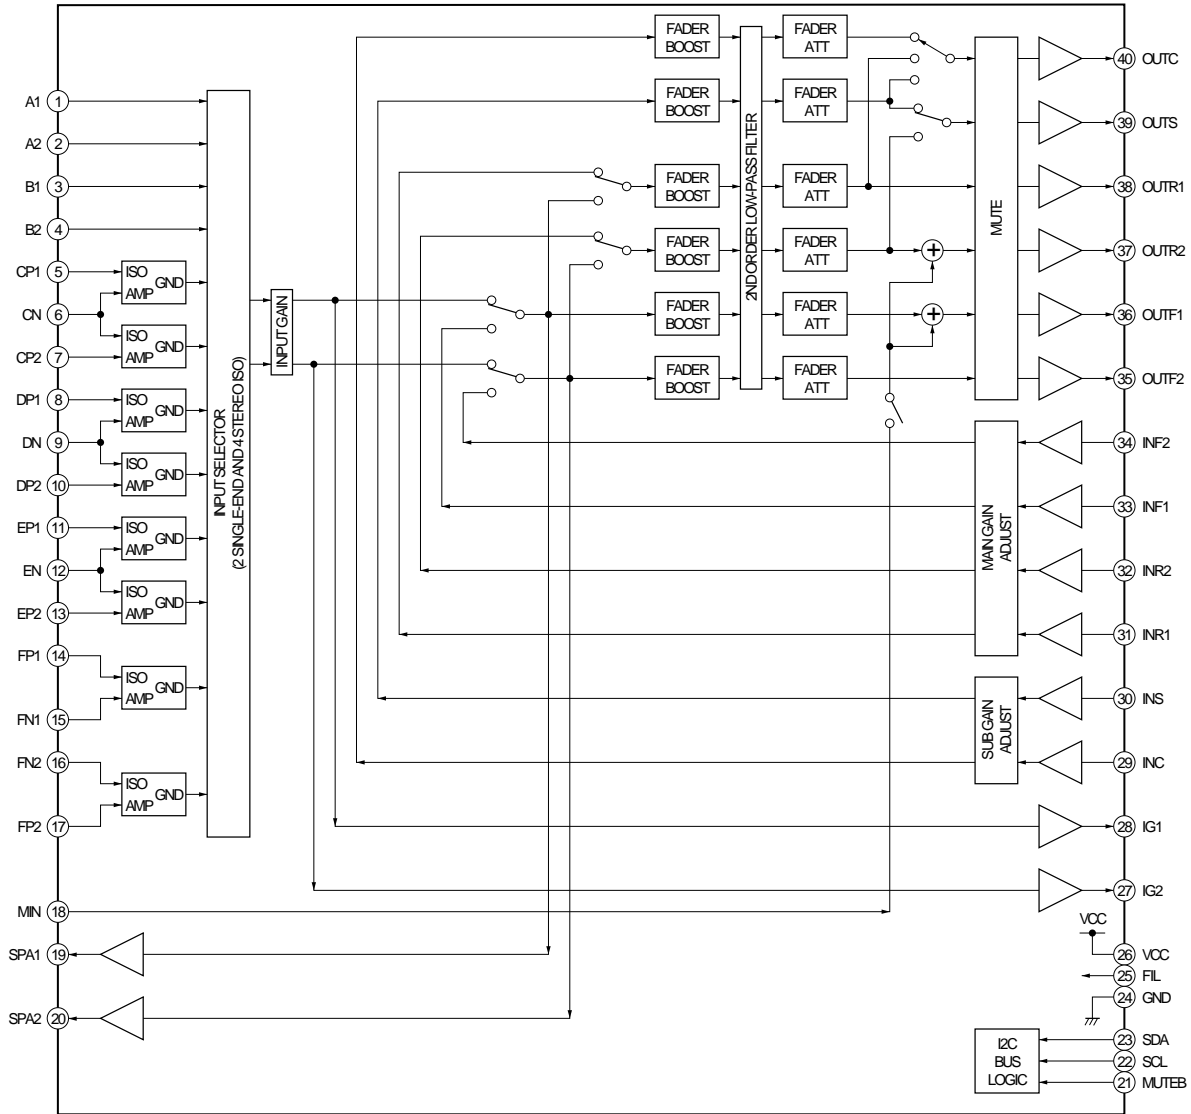 A1 1
A2 2
B1 3
B2 4
CP1 5
CN 6
CP2 7
DP1 8
DN 9
DP2 10
EP1 11
EN 12
EP2 13
FP1 14
FN1 15
FN2 16
FP2 17
MIN 18
SPA1 19
SPA2 20
ISO
AMP GND
ISO
AMP GND
ISO
AMP GND
ISO
AMP GND
ISO
AMP GND
ISO
AMP GND
ISO
AMP GND
ISO
AMP GND
INPUT SELECTOR
(2 SINGLE-END AND 4 STEREO ISO)
INPUT GAIN
FADER
BOOST
FADER
BOOST
FADER
BOOST
FADER
BOOST
FADER
BOOST
FADER
BOOST
2ND ORDER LOW-PASS FILTER
FADER
ATT
FADER
ATT
FADER
ATT
FADER
ATT
FADER
ATT
FADER
ATT
+
+
MUTE
MAIN GAIN
ADJUST
SUB GAIN
ADJUST
40 OUTC
39 OUTS
38 OUTR1
37 OUTR2
36 OUTF1
35 OUTF2
34 INF2
33 INF1
32 INR2
31 INR1
30 INS
29 INC
28 IG1
27 IG2
VCC
26 VCC
25 FIL
24 GND
23 SDA
22 SCL
21 MUTEB
I2C
BUS
LOGIC